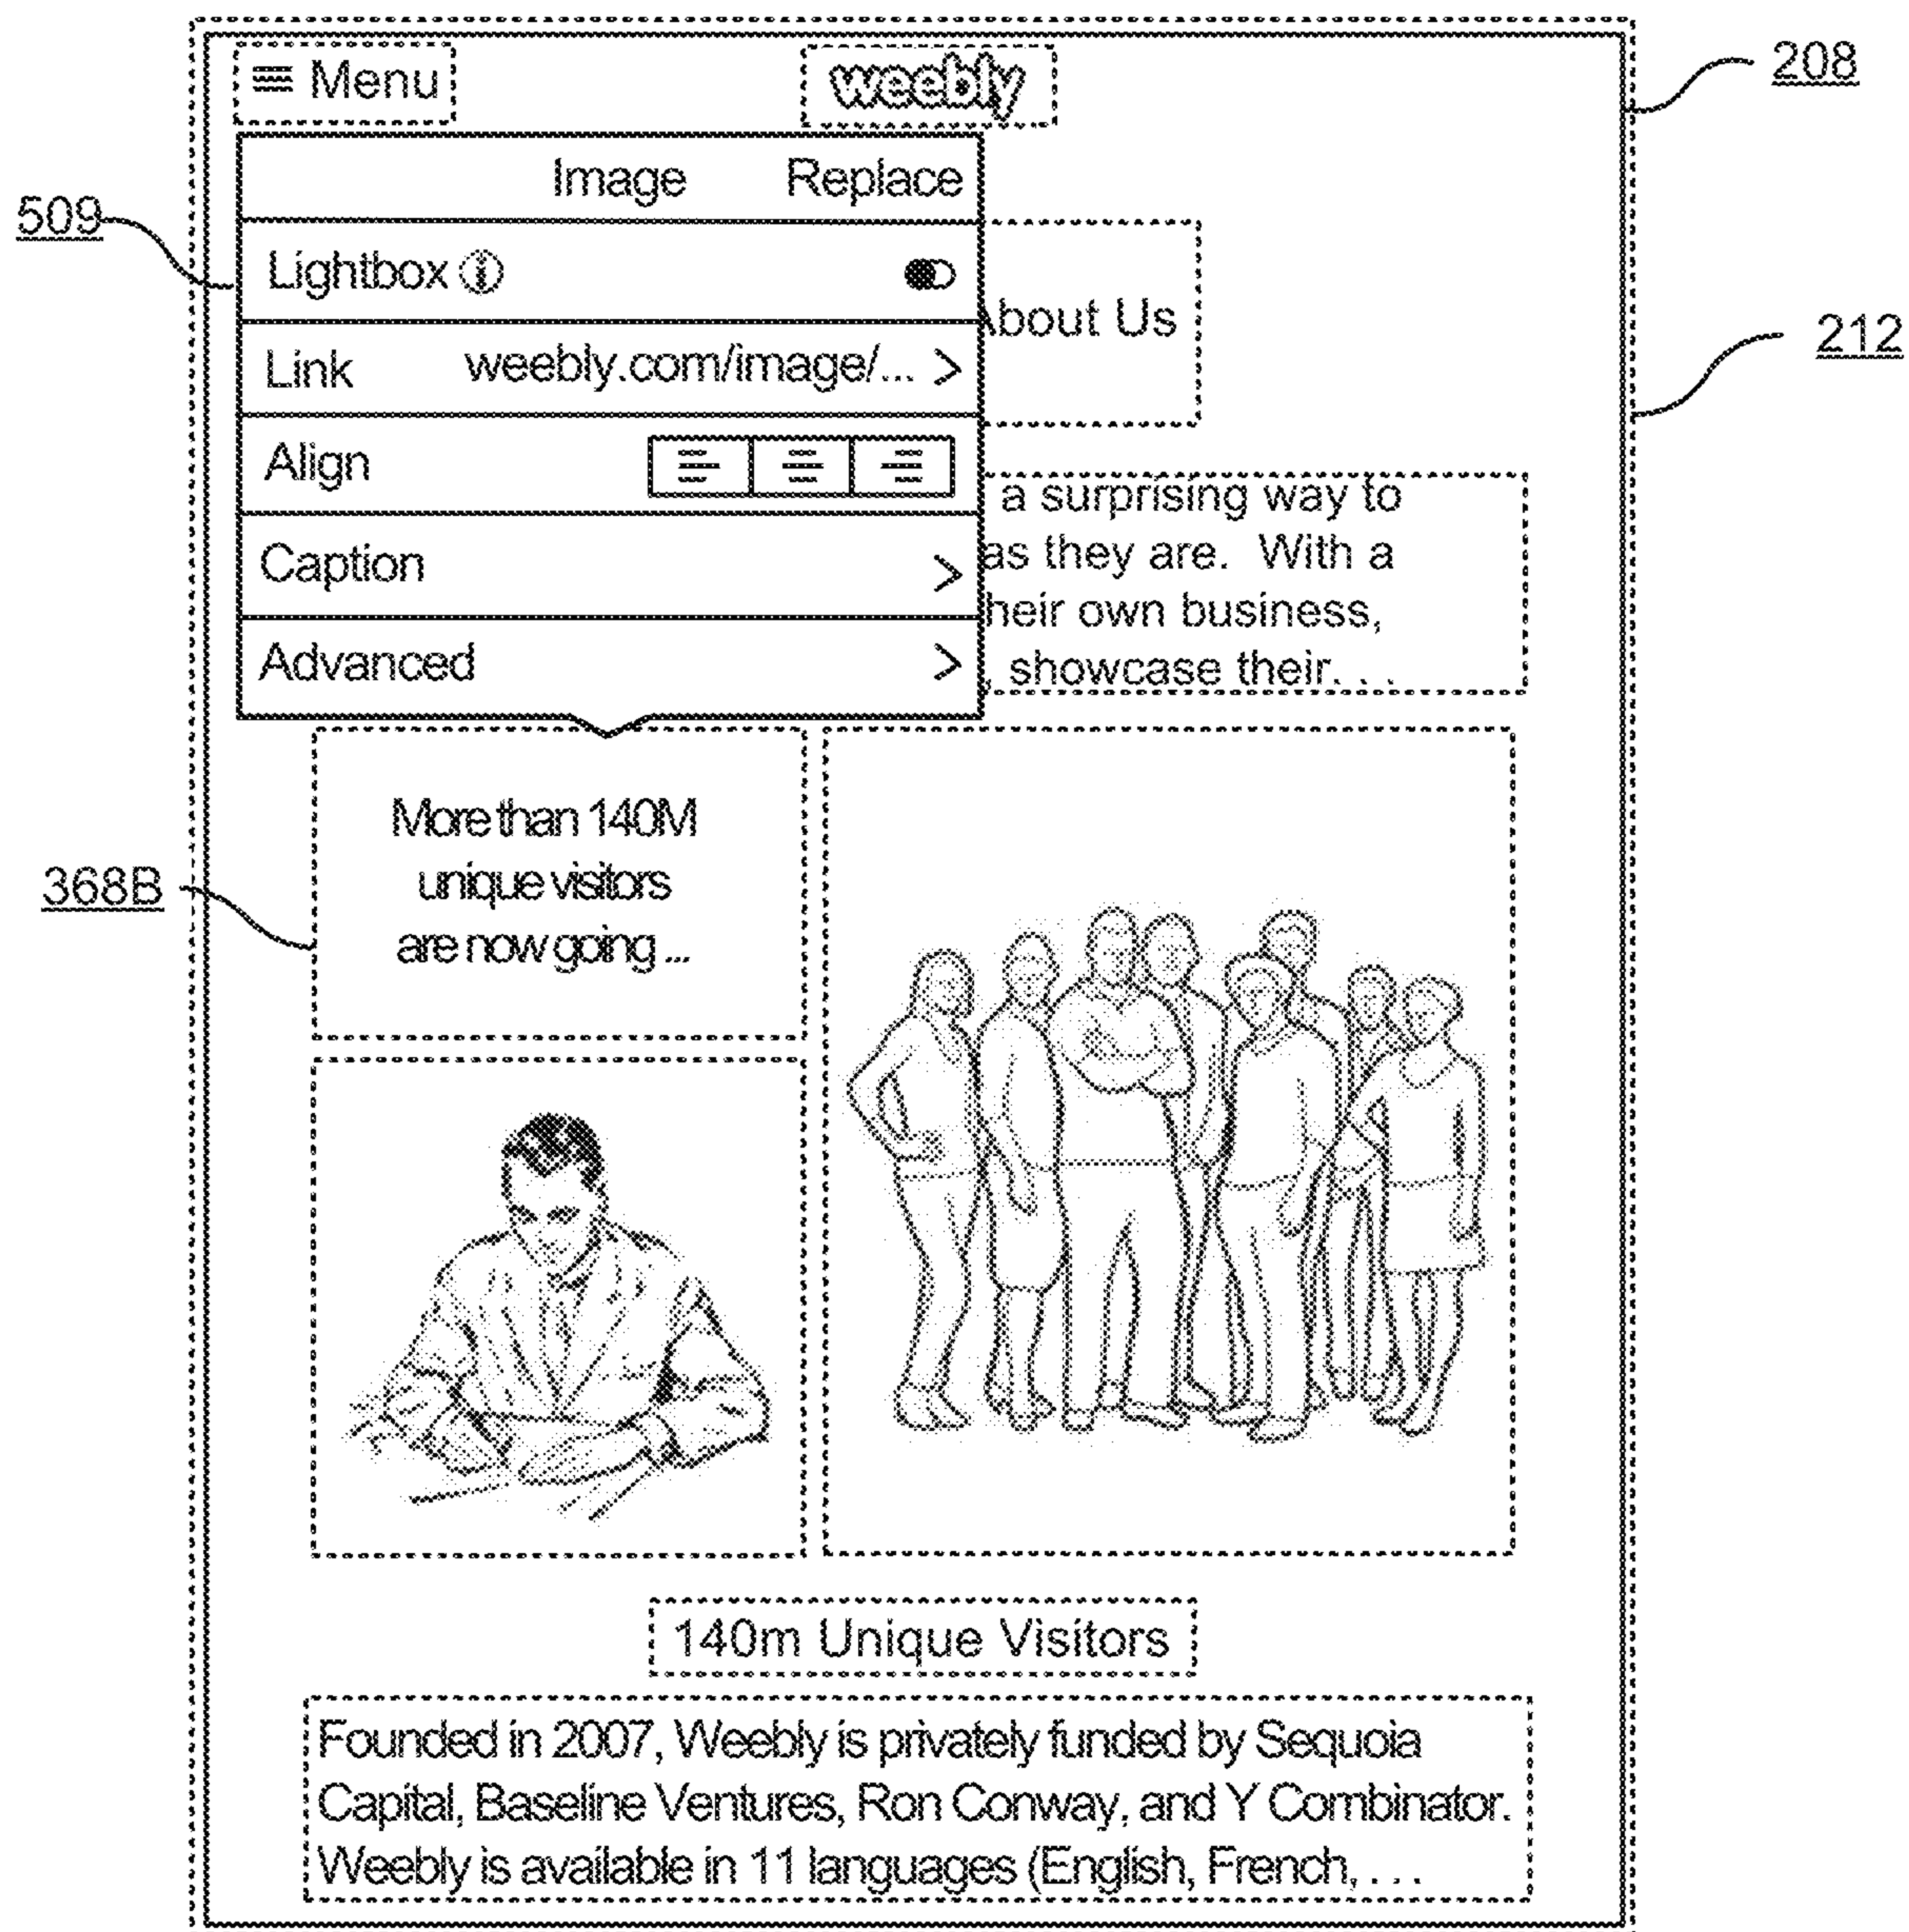 208
≡ Menu
weebly
Image Replace
509
Lightbox ⓘ
About Us
212
Link weebly.com/image/... >
Align
a surprising way to
Caption >
as they are.  With a
heir own business,
Advanced >
, showcase their. . .
More than 140M
unique visitors
are now going ...
368B
140m Unique Visitors
Founded in 2007, Weebly is privately funded by Sequoia
Capital, Baseline Ventures, Ron Conway, and Y Combinator.
Weebly is available in 11 languages (English, French, . . .